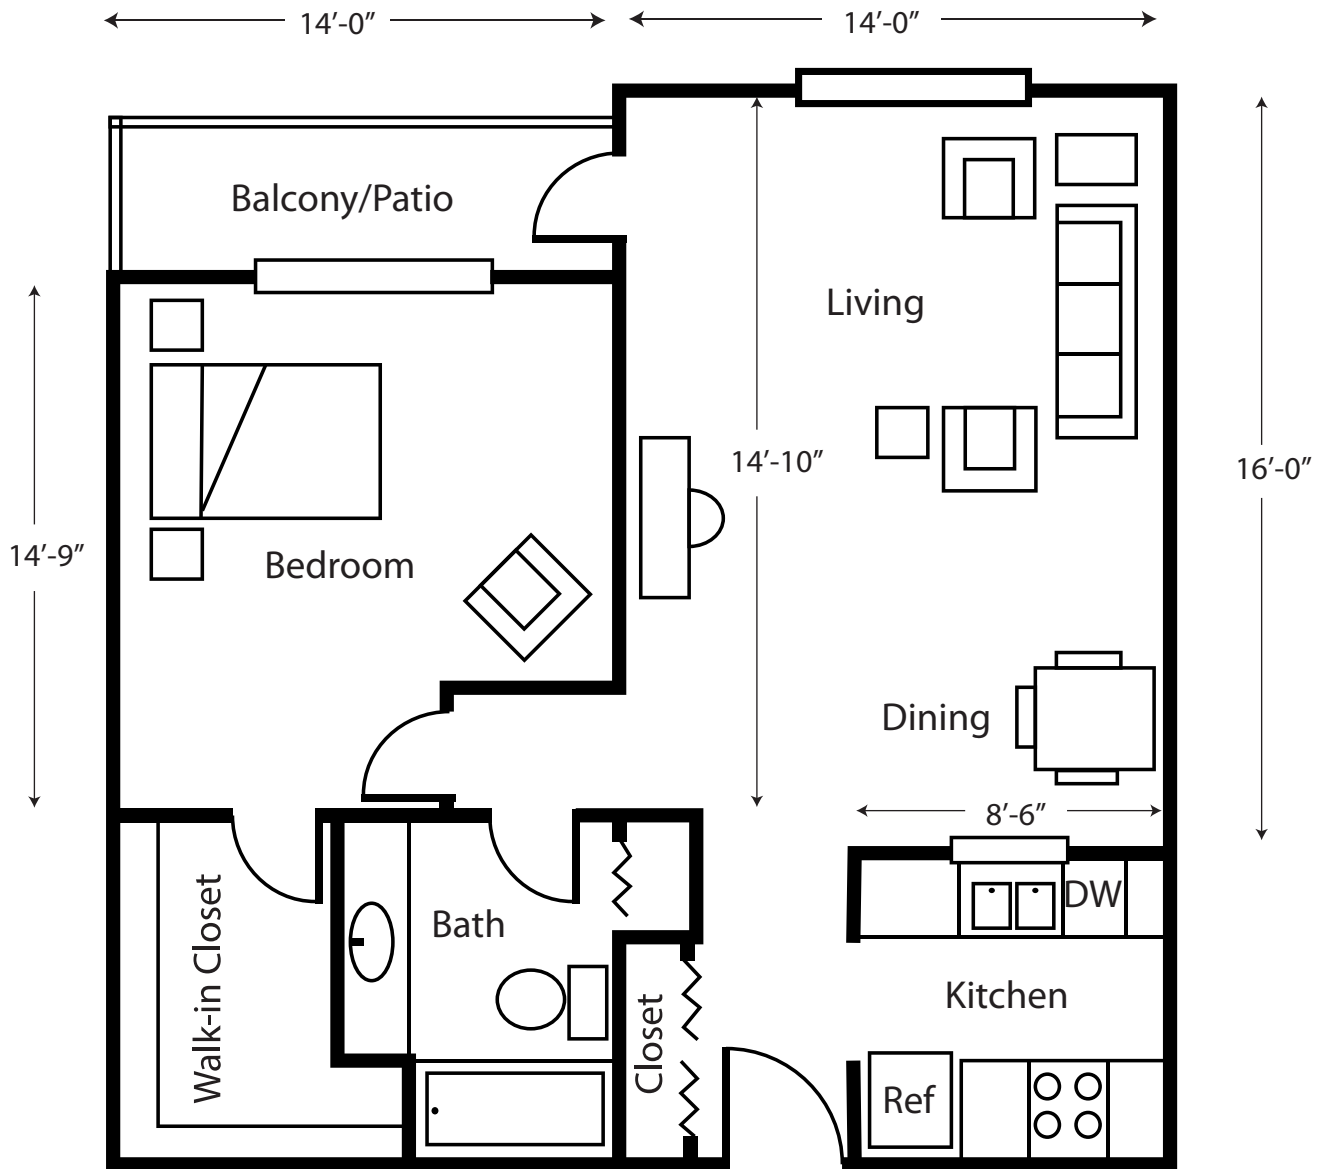 14’-0”
14’-0”
Balcony/Patio
Living
14’-10”
16’-0”
14’-9”
Bedroom
Dining
8’-6”
DW
Bath
Walk-in Closet
Kitchen
Closet
Ref